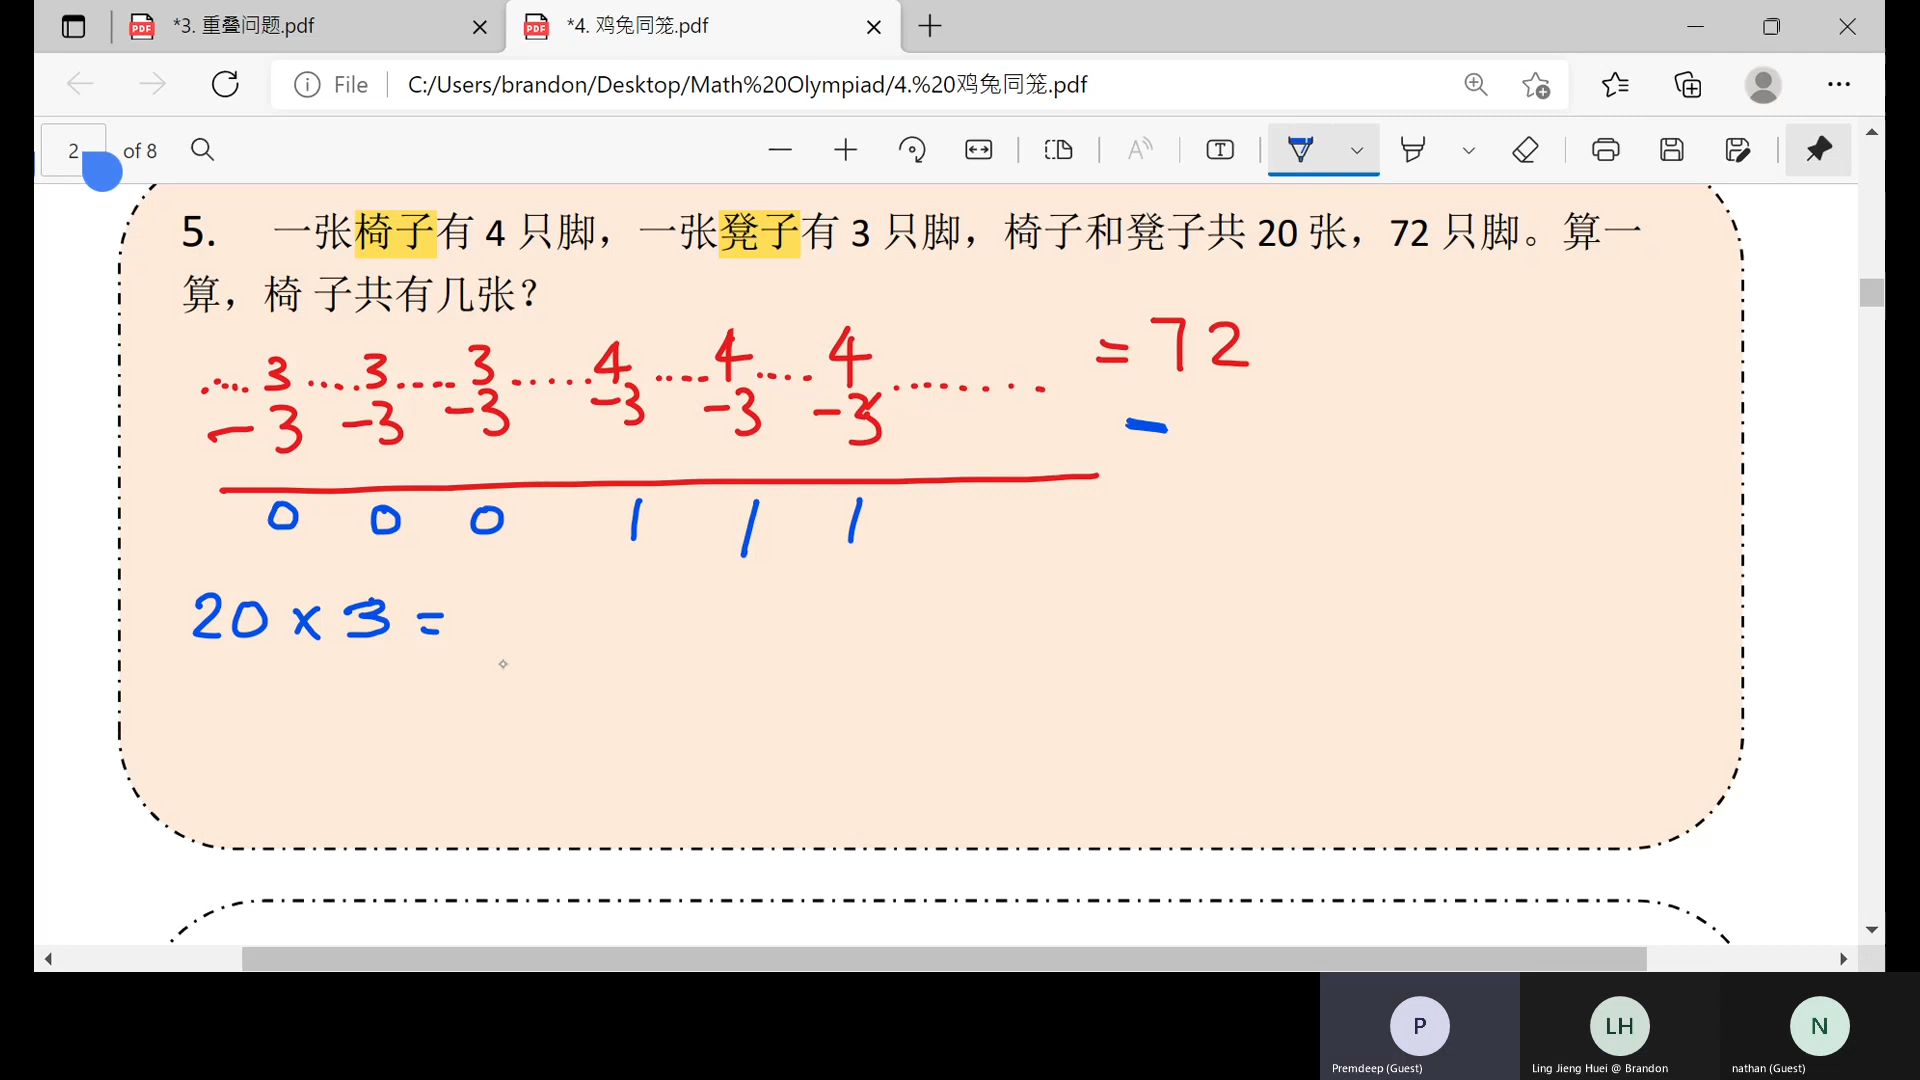 *3. 重叠问题.pdf
*4. 鸡兔同笼.pdf
File C:/Users/brandon/Desktop/Math%20Olympiad/4.%20鸡兔同笼.pdf
2 of 8
5. 一张椅子有 4 只脚，一张凳子有 3 只脚，椅子和凳子共 20 张，72 只脚。算一
算，椅 子共有几张？
..... 3 ..... 3 ..... 3 ...... 4 ..... 4 ..... 4 ........ = 72
-3 -3 -3 -3 -3 -3 -
0 0 0 1 1 1
20 x 3 =
P LH N
Premdeep (Guest) Ling Jieng Huei @ Brandon nathan (Guest)